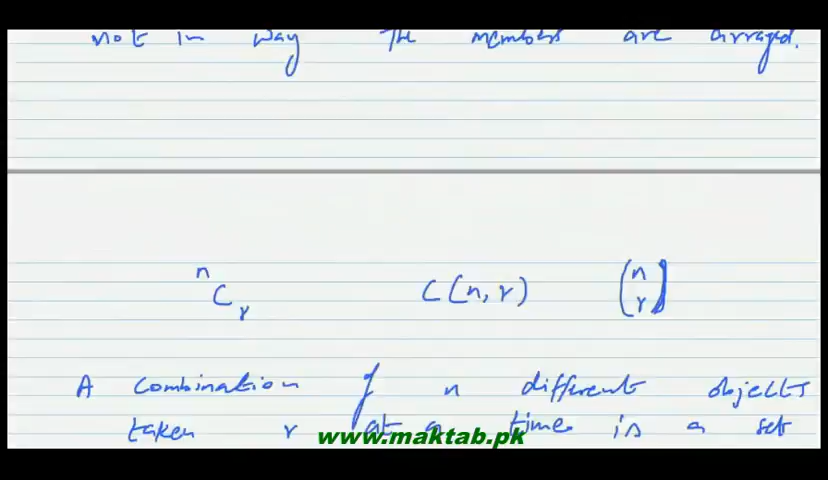 not in way the members are arraged.
ⁿCᵣ C(n,r) (n r)
A combination of n different objects
taken r at a time is a set
www.maktab.pk